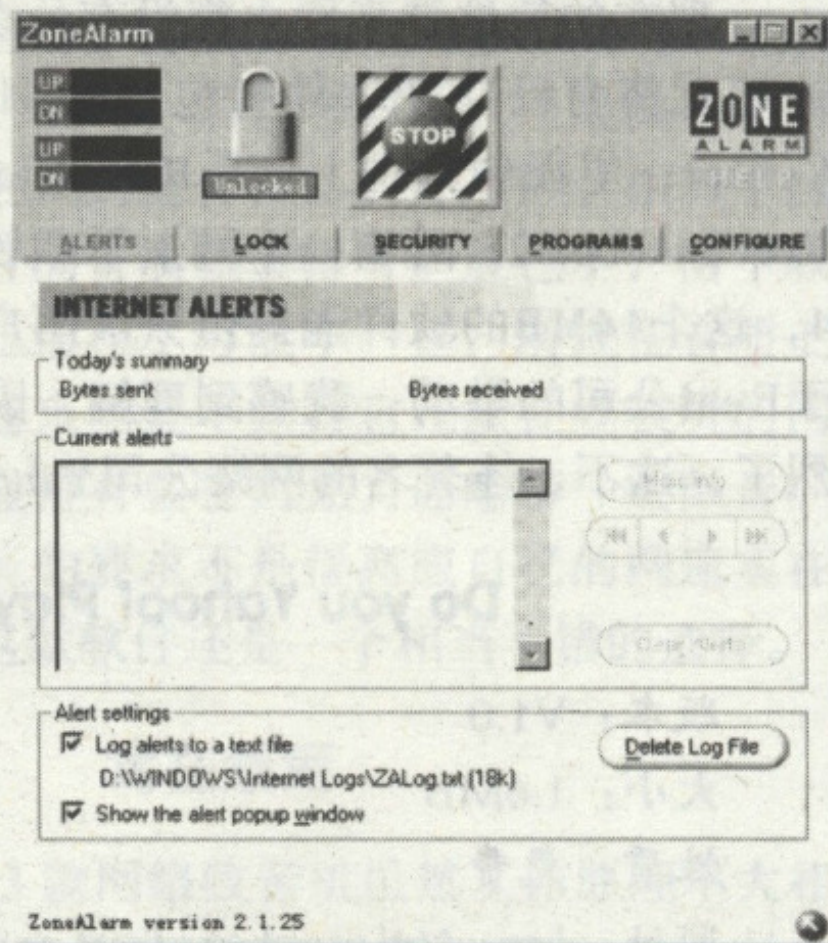 ZoneAlarm
UP
DN
UP
DN
Unlocked
STOP
ZONE
ALARM
HELP
ALERTS
LOCK
SECURITY
PROGRAMS
CONFIGURE
INTERNET ALERTS
Today's summary
Bytes sent
Bytes received
Current alerts
More Info
Clear Alerts
Alert settings
Log alerts to a text file
Delete Log File
D:\WINDOWS\Internet Logs\ZALog.txt (18k)
Show the alert popup window
ZoneAlarm version 2.1.25